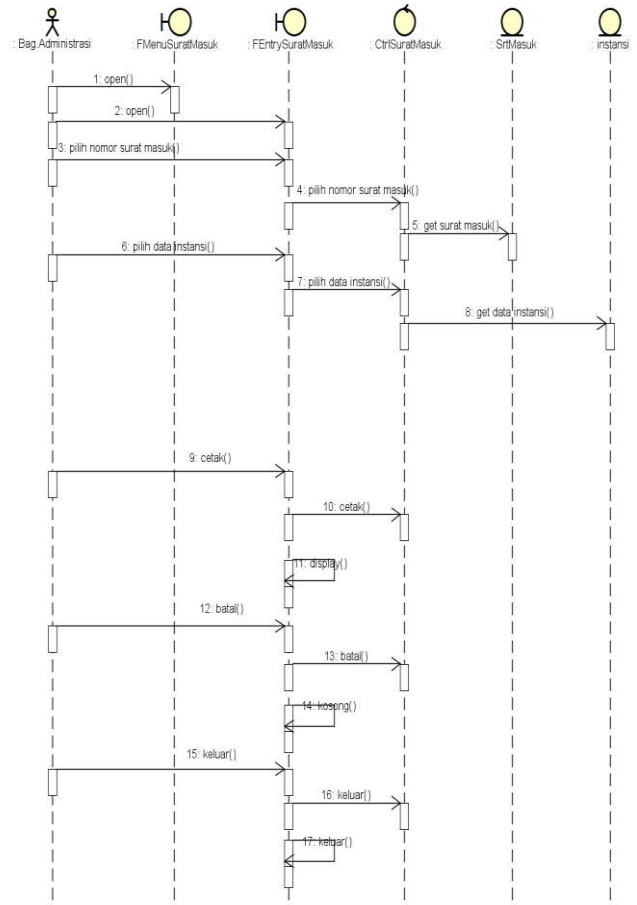 : Bag.Administrasi
: FMenuSuratMasuk
: FEntrySuratMasuk
: CtrlSuratMasuk
: SrtMasuk
: instansi
1: open()
2: open()
3: pilih nomor surat masuk()
4: pilih nomor surat masuk()
5: get surat masuk()
6: pilih data instansi()
7: pilih data instansi()
8: get data instansi()
9: cetak()
10: cetak()
11: display()
12: batal()
13: batal()
14: kosong()
15: keluar()
16: keluar()
17: keluar()